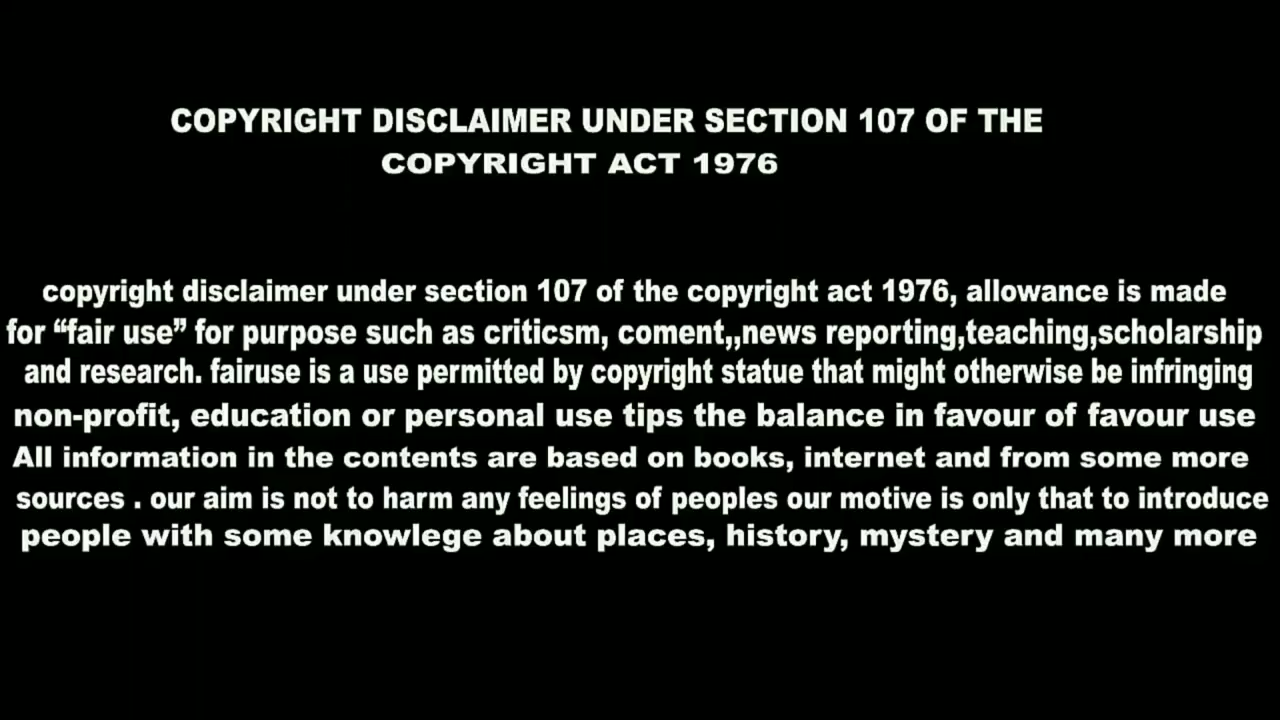 COPYRIGHT DISCLAIMER UNDER SECTION 107 OF THE
COPYRIGHT ACT 1976
copyright disclaimer under section 107 of the copyright act 1976, allowance is made
for “fair use” for purpose such as criticsm, coment,,news reporting,teaching,scholarship
and research. fairuse is a use permitted by copyright statue that might otherwise be infringing
non-profit, education or personal use tips the balance in favour of favour use
All information in the contents are based on books, internet and from some more
sources . our aim is not to harm any feelings of peoples our motive is only that to introduce
people with some knowlege about places, history, mystery and many more